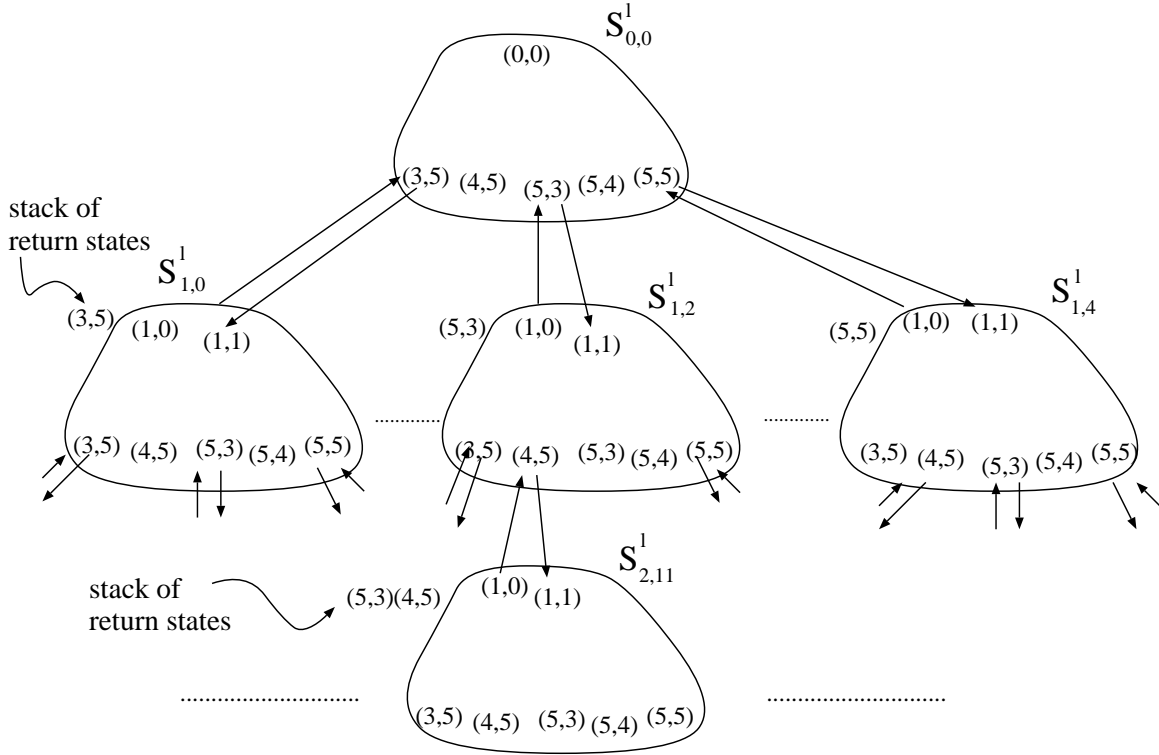 S^l_{0,0}
(0,0)
(3,5) (4,5) (5,3) (5,4) (5,5)
stack of
return states
S^l_{1,0}
S^l_{1,2}
S^l_{1,4}
(3,5) (1,0) (1,1)
(5,3) (1,0) (1,1)
(5,5) (1,0) (1,1)
(3,5) (4,5) (5,3) (5,4) (5,5)
(3,5) (4,5) (5,3) (5,4) (5,5)
(3,5) (4,5) (5,3) (5,4) (5,5)
S^l_{2,11}
stack of
return states
(5,3)(4,5) (1,0) (1,1)
(3,5) (4,5) (5,3) (5,4) (5,5)